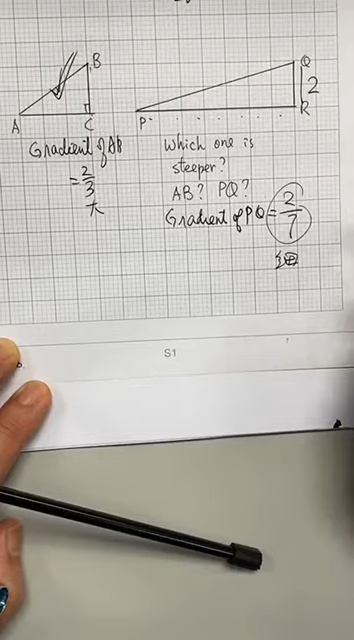 B
A
C
Gradient of AB
= 2/3
大
Q
2
P
R
Which one is
steeper?
AB? PQ?
Gradient of PQ = 2/7
S1